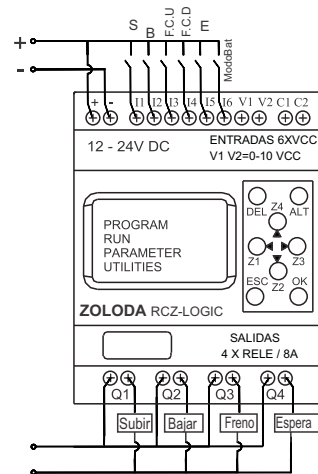 S B F.C.U F.C.D E ModoBat
+
-
+ - I1 I2 I3 I4 I5 I6 V1 V2 C1 C2
12 - 24V DC
ENTRADAS 6XVCC
V1 V2=0-10 VCC
DEL Z4 ALT
Z1 Z3
ESC Z2 OK
PROGRAM
RUN
PARAMETER
UTILITIES
ZOLODA RCZ-LOGIC
SALIDAS
4 X RELE / 8A
Q1 Q2 Q3 Q4
Subir Bajar Freno Espera